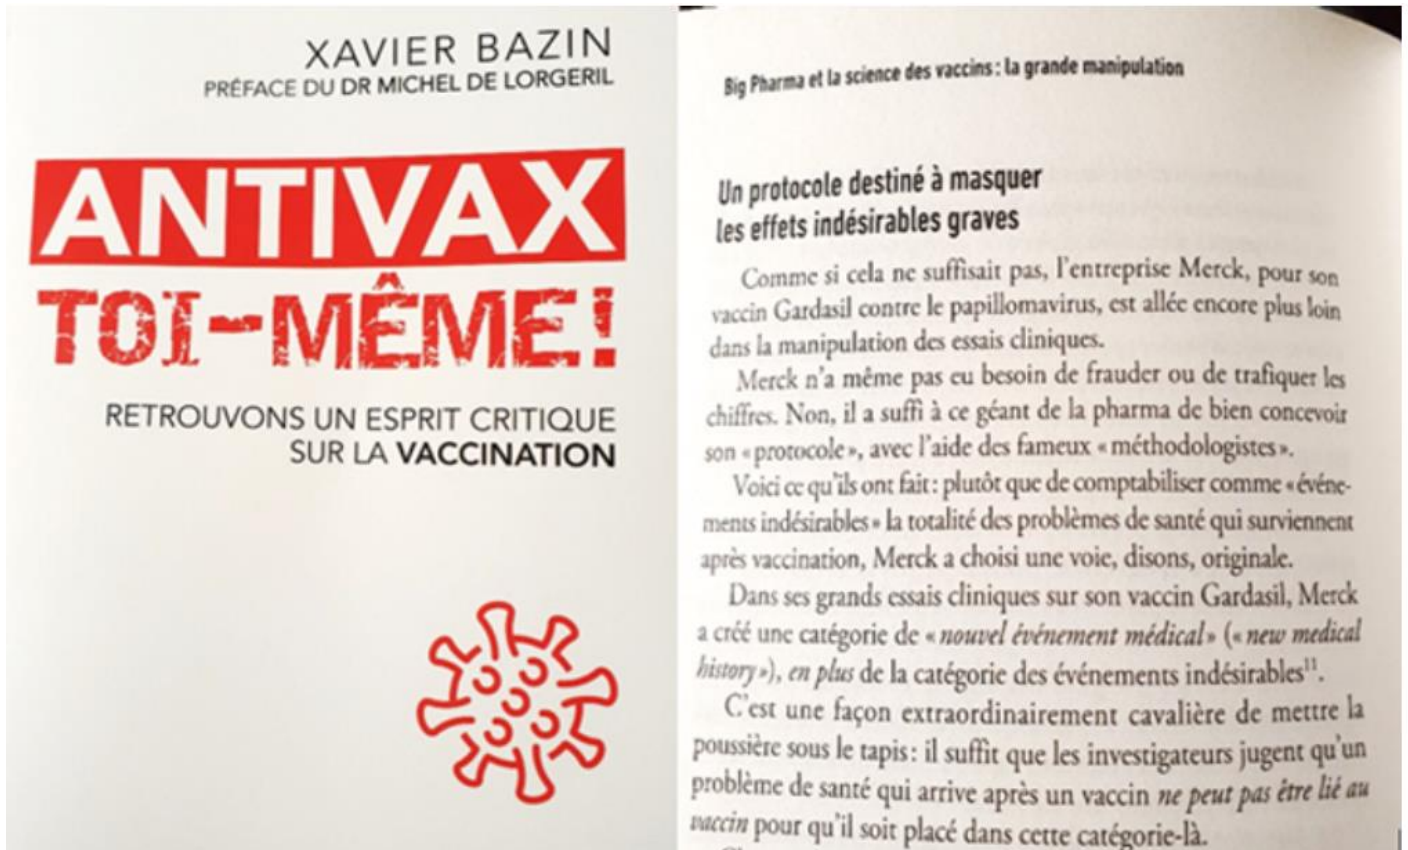 XAVIER BAZIN
PRÉFACE DU DR MICHEL DE LORGERIL
ANTIVAX
TOI-MÊME!
RETROUVONS UN ESPRIT CRITIQUE
SUR LA VACCINATION
Big Pharma et la science des vaccins : la grande manipulation
Un protocole destiné à masquer
les effets indésirables graves
Comme si cela ne suffisait pas, l'entreprise Merck, pour son
vaccin Gardasil contre le papillomavirus, est allée encore plus loin
dans la manipulation des essais cliniques.
Merck n'a même pas eu besoin de frauder ou de trafiquer les
chiffres. Non, il a suffi à ce géant de la pharma de bien concevoir
son « protocole », avec l'aide des fameux « méthodologistes ».
Voici ce qu'ils ont fait : plutôt que de comptabiliser comme « événe-
ments indésirables » la totalité des problèmes de santé qui surviennent
après vaccination, Merck a choisi une voie, disons, originale.
Dans ses grands essais cliniques sur son vaccin Gardasil, Merck
a créé une catégorie de « nouvel événement médical » (« new medical
history »), en plus de la catégorie des événements indésirables¹¹.
C'est une façon extraordinairement cavalière de mettre la
poussière sous le tapis : il suffit que les investigateurs jugent qu'un
problème de santé qui arrive après un vaccin ne peut pas être lié au
vaccin pour qu'il soit placé dans cette catégorie-là.